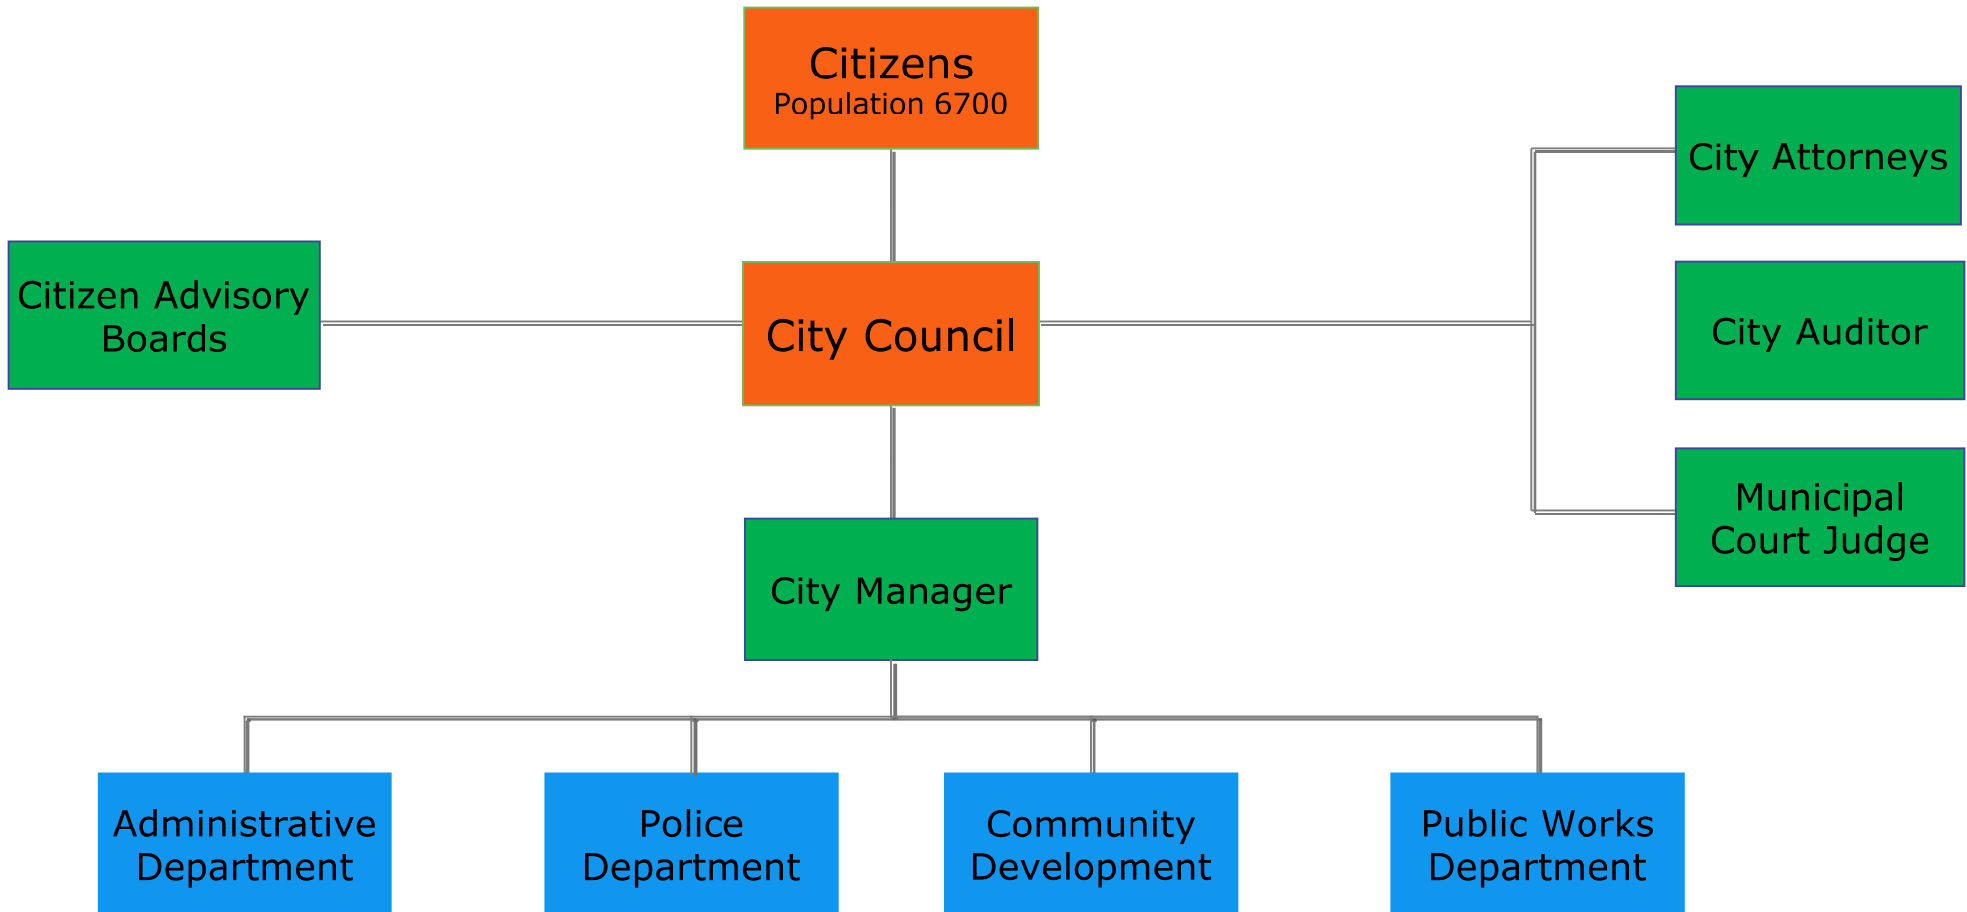 Citizens
Population 6700
City Attorneys
Citizen Advisory
Boards
City Council
City Auditor
Municipal
Court Judge
City Manager
Administrative
Department
Police
Department
Community
Development
Public Works
Department